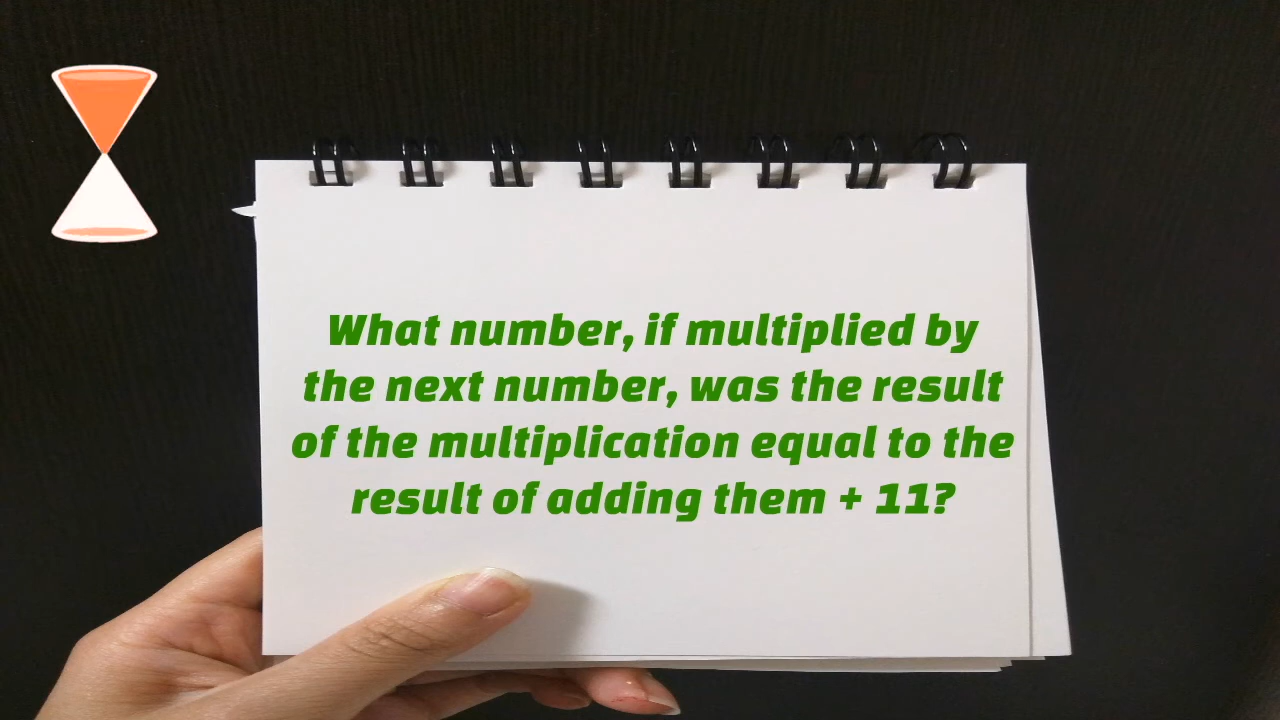 What number, if multiplied by
the next number, was the result
of the multiplication equal to the
result of adding them + 11?